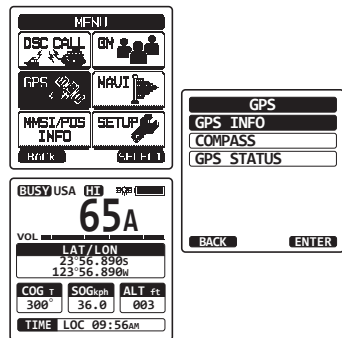 MENU
DSC CALL
GM
GPS
NAVI
MMSI/POS
INFO
SETUP
BACK
SELECT
GPS
GPS INFO
COMPASS
GPS STATUS
BACK
ENTER
BUSY USA HI
65A
VOL
LAT/LON
23°56.890S
123°56.890W
COG T SOGkph ALT ft
300° 36.0 003
TIME LOC 09:56AM